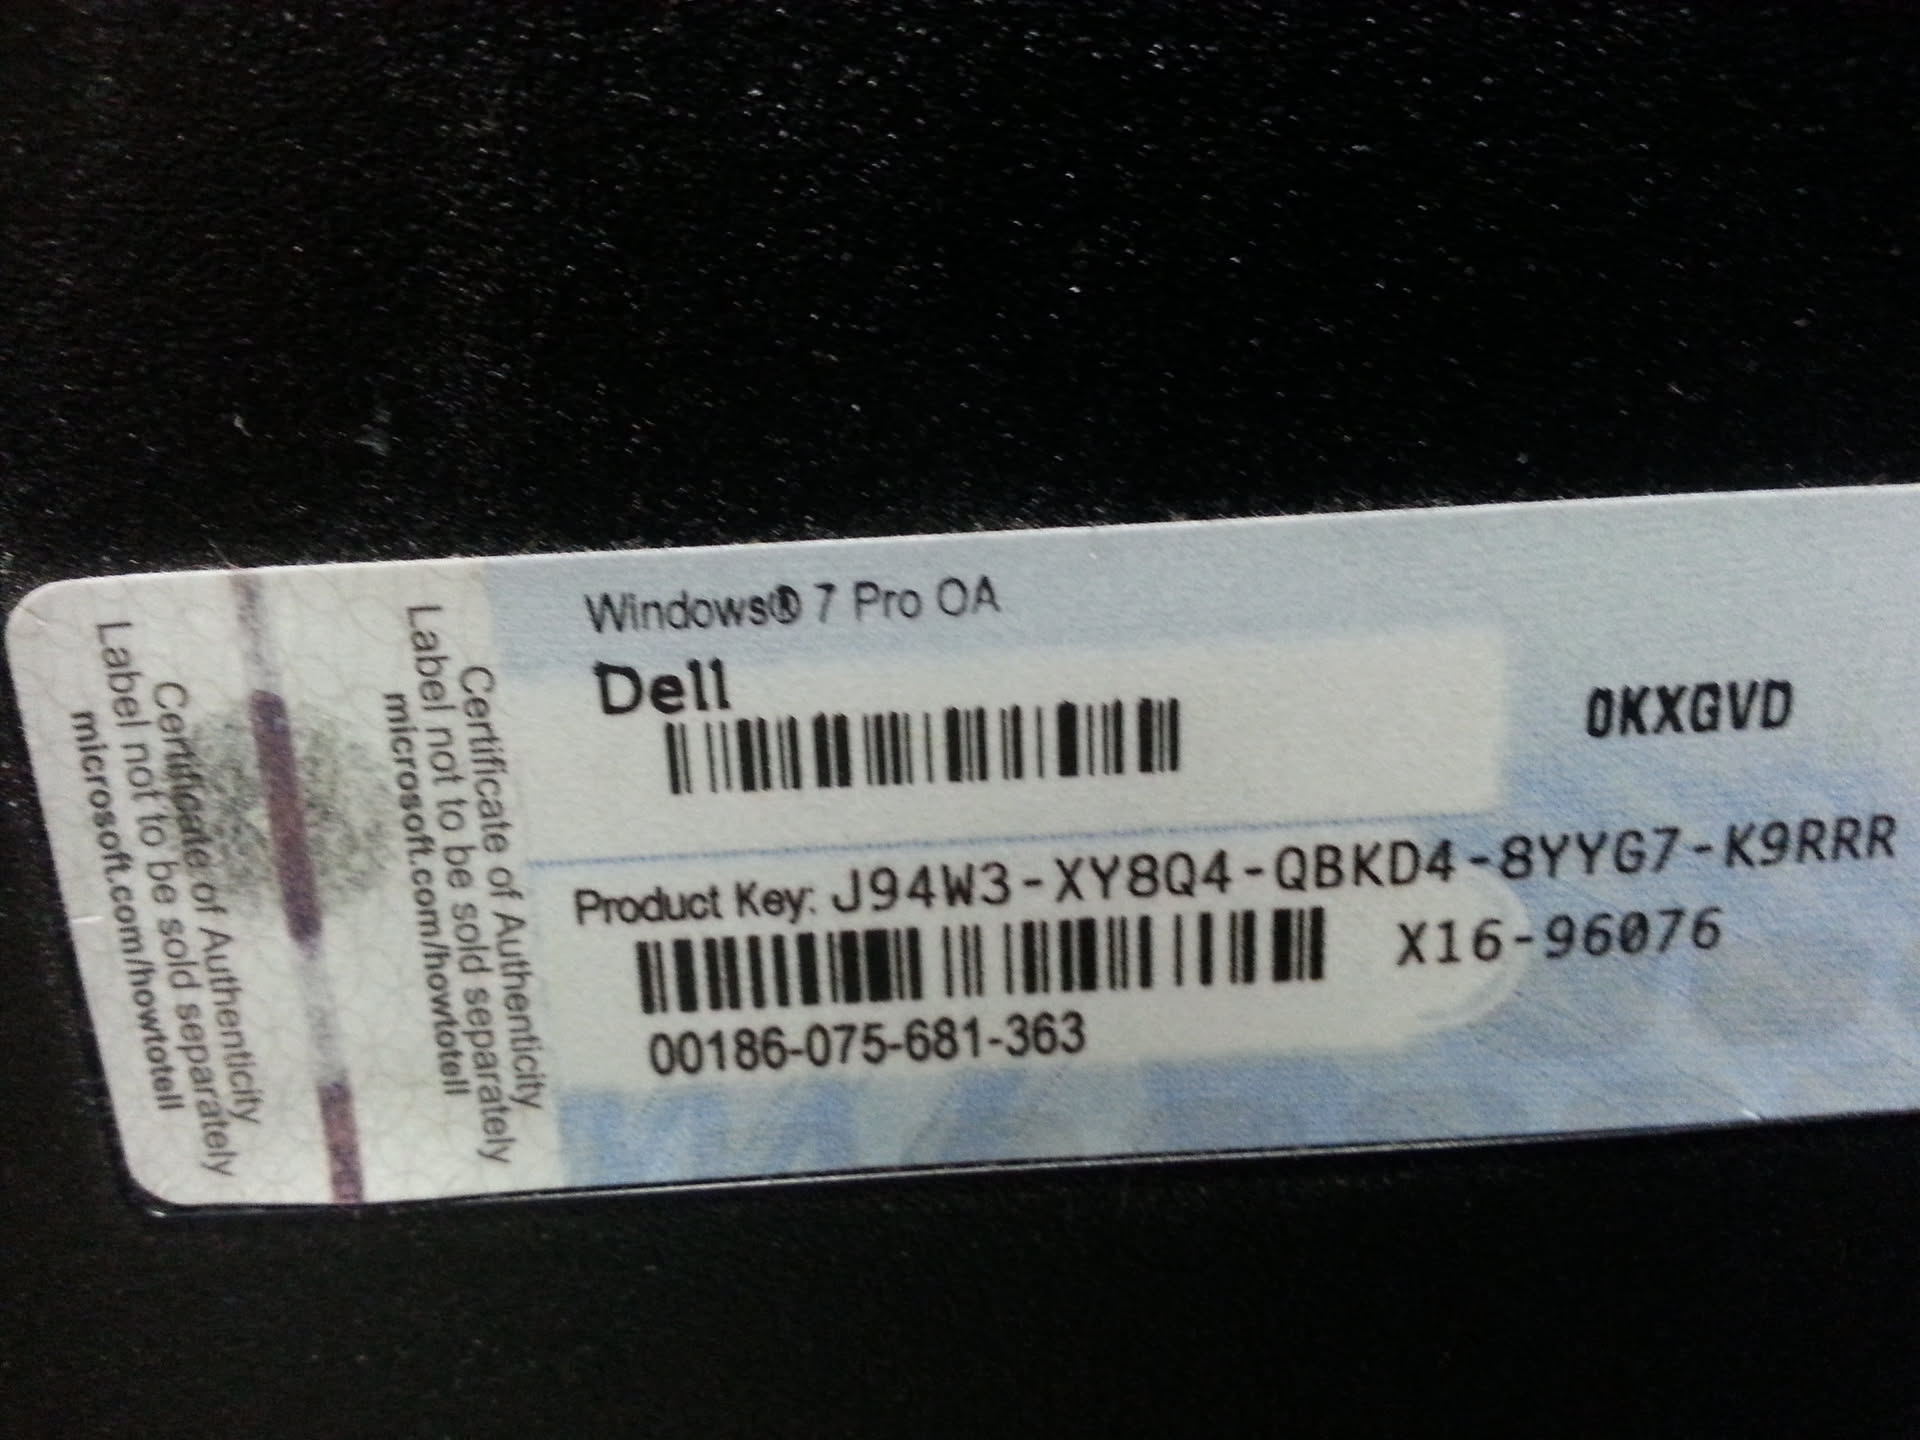 Certificate of Authenticity
Label not to be sold separately
microsoft.com/howtotell
Certificate of Authenticity
Label not to be sold separately
microsoft.com/howtotell
Windows® 7 Pro OA
Dell
0KXGVD
Product Key: J94W3-XY8Q4-QBKD4-8YYG7-K9RRR
X16-96076
00186-075-681-363